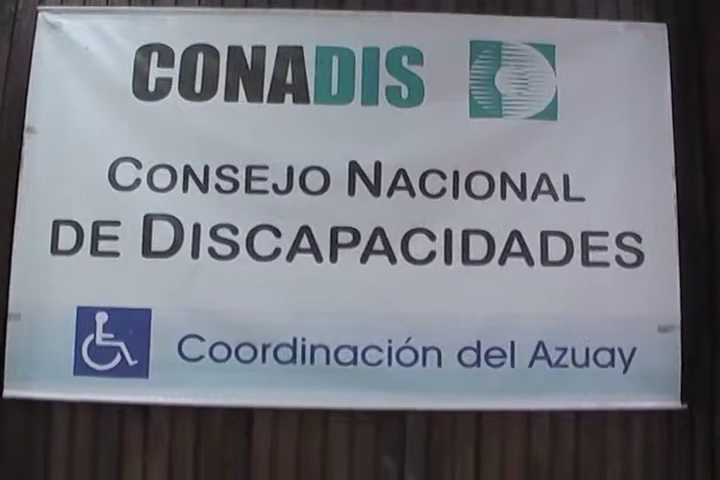 CONADIS
CONSEJO NACIONAL
DE DISCAPACIDADES
Coordinación del Azuay